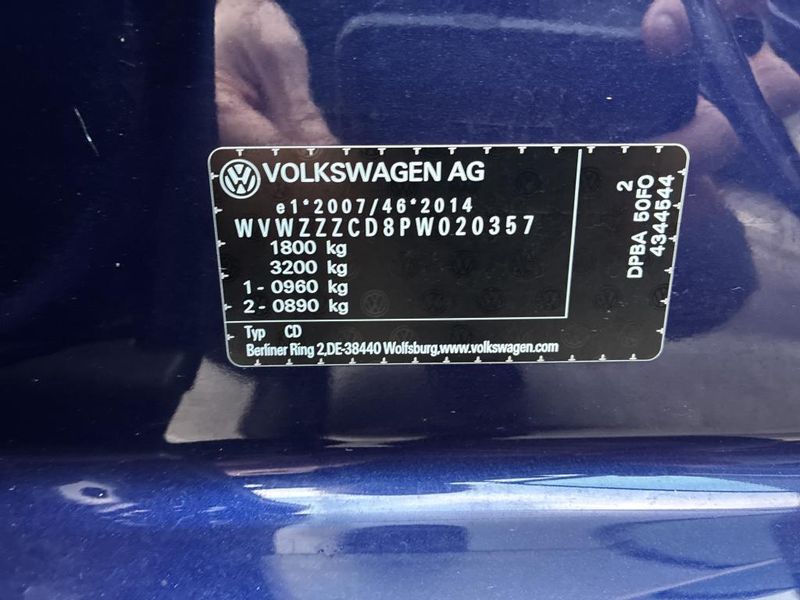 VOLKSWAGEN AG
e1*2007/46*2014
WVWZZZCD8PW020357
1800 kg
3200 kg
1 - 0960 kg
2 - 0890 kg
Typ CD
Berliner Ring 2,DE-38440 Wolfsburg,www.volkswagen.com
2
DPBA 50FO
4344544